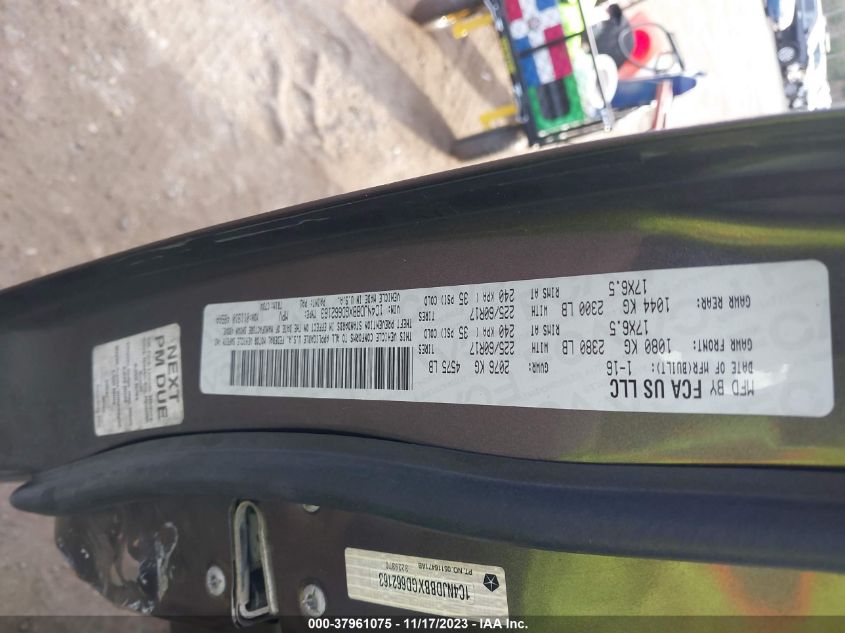 MFD BY FCA US LLC
DATE OF MFR(BUILT): 1-16
GVWR: 2076 KG 4575 LB
GAWR FRONT: 1080 KG 2380 LB
WITH 225/60R17 TIRES
17X6.5 RIMS AT 240 KPA ( 35 PSI) COLD
GAWR REAR: 1044 KG 2300 LB
WITH 225/60R17 TIRES
17X6.5 RIMS AT 240 KPA ( 35 PSI) COLD
THIS VEHICLE CONFORMS TO ALL APPLICABLE FEDERAL MOTOR VEHICLE SAFETY AND
THEFT PREVENTION STANDARDS IN EFFECT ON THE DATE OF MANUFACTURE SHOWN ABOVE.
VIN: 1C4NJDBBXGD662163 TYPE: MPV
VEHICLE MADE IN U.S.A. PAINT: PAU
NEXT
PM DUE
1C4NJDBBXGD662163
PT. NO. 05116471AB
000-37961075 — 11/17/2023 — IAA Inc.